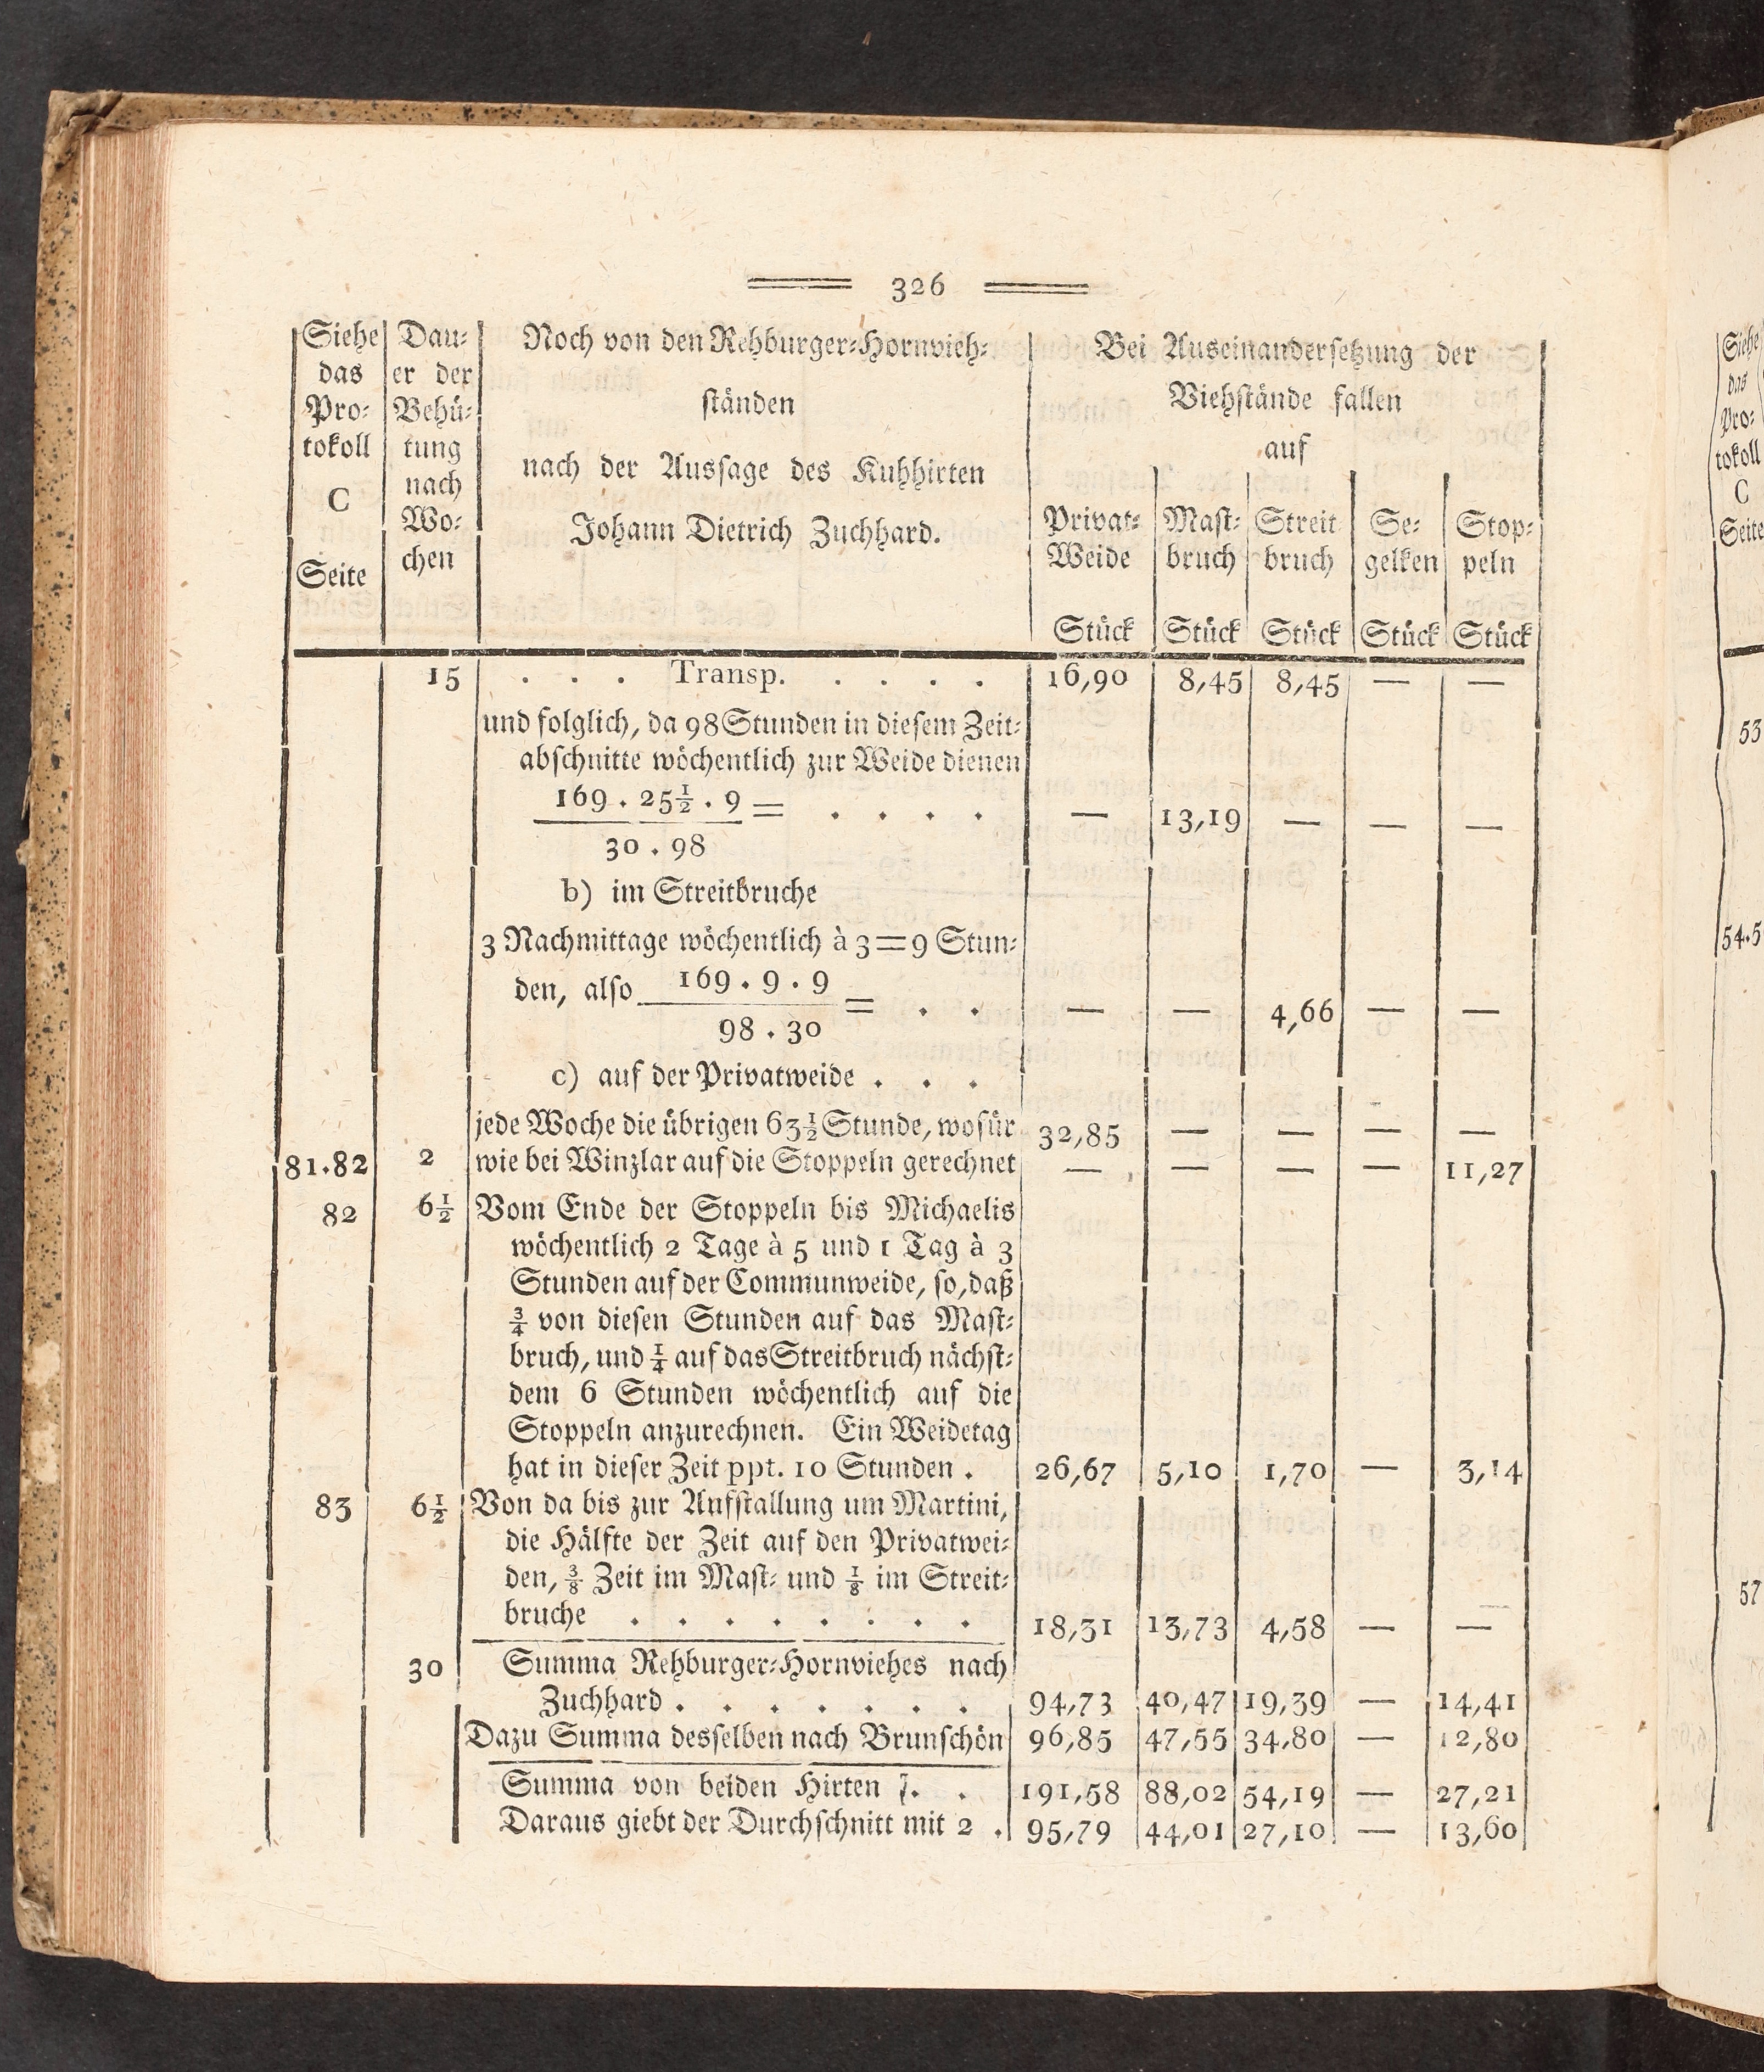 326
Siehe das Protokoll C Seite | Dauer der Behütung nach Wochen | Noch von den Rehburger-Hornviehständen nach der Aussage des Kuhhirten Johann Dietrich Zuchhard. | Bei Auseinandersetzung der Viehstände fallen auf
Privat-Weide | Mastbruch | Streitbruch | Segelken | Stoppeln
Stück | Stück | Stück | Stück | Stück
15 . . . Transp. . . . . . 16,90 8,45 8,45 — —
und folglich, da 98 Stunden in diesem Zeit-
abschnitte wöchentlich zur Weide dienen
169 . 25½ . 9 = . . . . — 13,19 — — —
30 . 98
b) im Streitbruche
3 Nachmittage wöchentlich à 3=9 Stun-
den, also 169 . 9 . 9 = . . — — 4,66 — —
98 . 30
c) auf der Privatweide . . .
jede Woche die übrigen 63½ Stunde, wofür 32,85 — — — —
81.82 2 wie bei Winzlar auf die Stoppeln gerechnet — — — — 11,27
82 6½ Vom Ende der Stoppeln bis Michaelis
wöchentlich 2 Tage à 5 und 1 Tag à 3
Stunden auf der Communweide, so, daß
¾ von diesen Stunden auf das Mast-
bruch, und ¼ auf das Streitbruch nächst-
dem 6 Stunden wöchentlich auf die
Stoppeln anzurechnen. Ein Weidetag
hat in dieser Zeit ppt. 10 Stunden . 26,67 5,10 1,70 — 3,14
83 6½ Von da bis zur Aufstallung um Martini,
die Hälfte der Zeit auf den Privatwei-
den, ⅜ Zeit im Mast- und ⅛ im Streit-
bruche . . . . . . . . 18,31 13,73 4,58 — —
30 Summa Rehburger-Hornviehes nach
Zuchhard . . . . . . . 94,73 40,47 19,39 — 14,41
Dazu Summa desselben nach Brunschön 96,85 47,55 34,80 — 12,80
Summa von beiden Hirten . . 191,58 88,02 54,19 — 27,21
Daraus giebt der Durchschnitt mit 2 . 95,79 44,01 27,10 — 13,60
Siehe
das
Pro-
tokoll
C
Seite
53
54.5
57